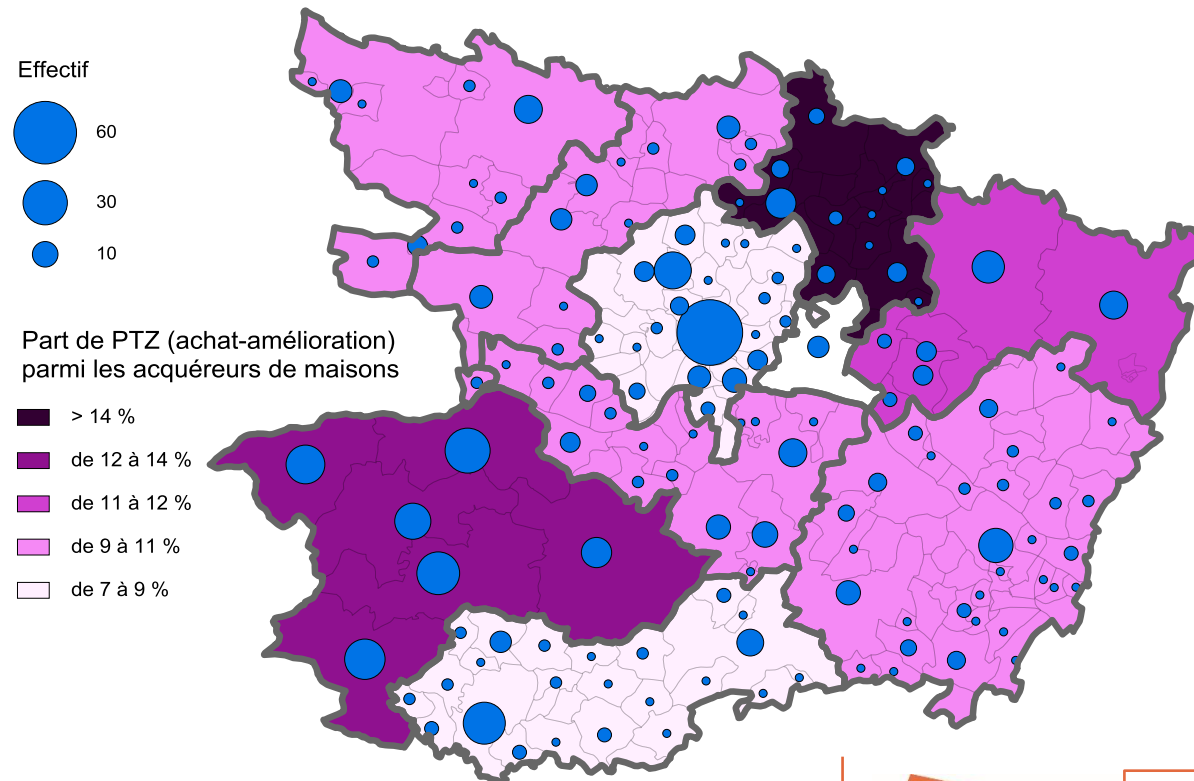 Effectif
60
30
10
Part de PTZ (achat-amélioration)
parmi les acquéreurs de maisons
> 14 %
de 12 à 14 %
de 11 à 12 %
de 9 à 11 %
de 7 à 9 %